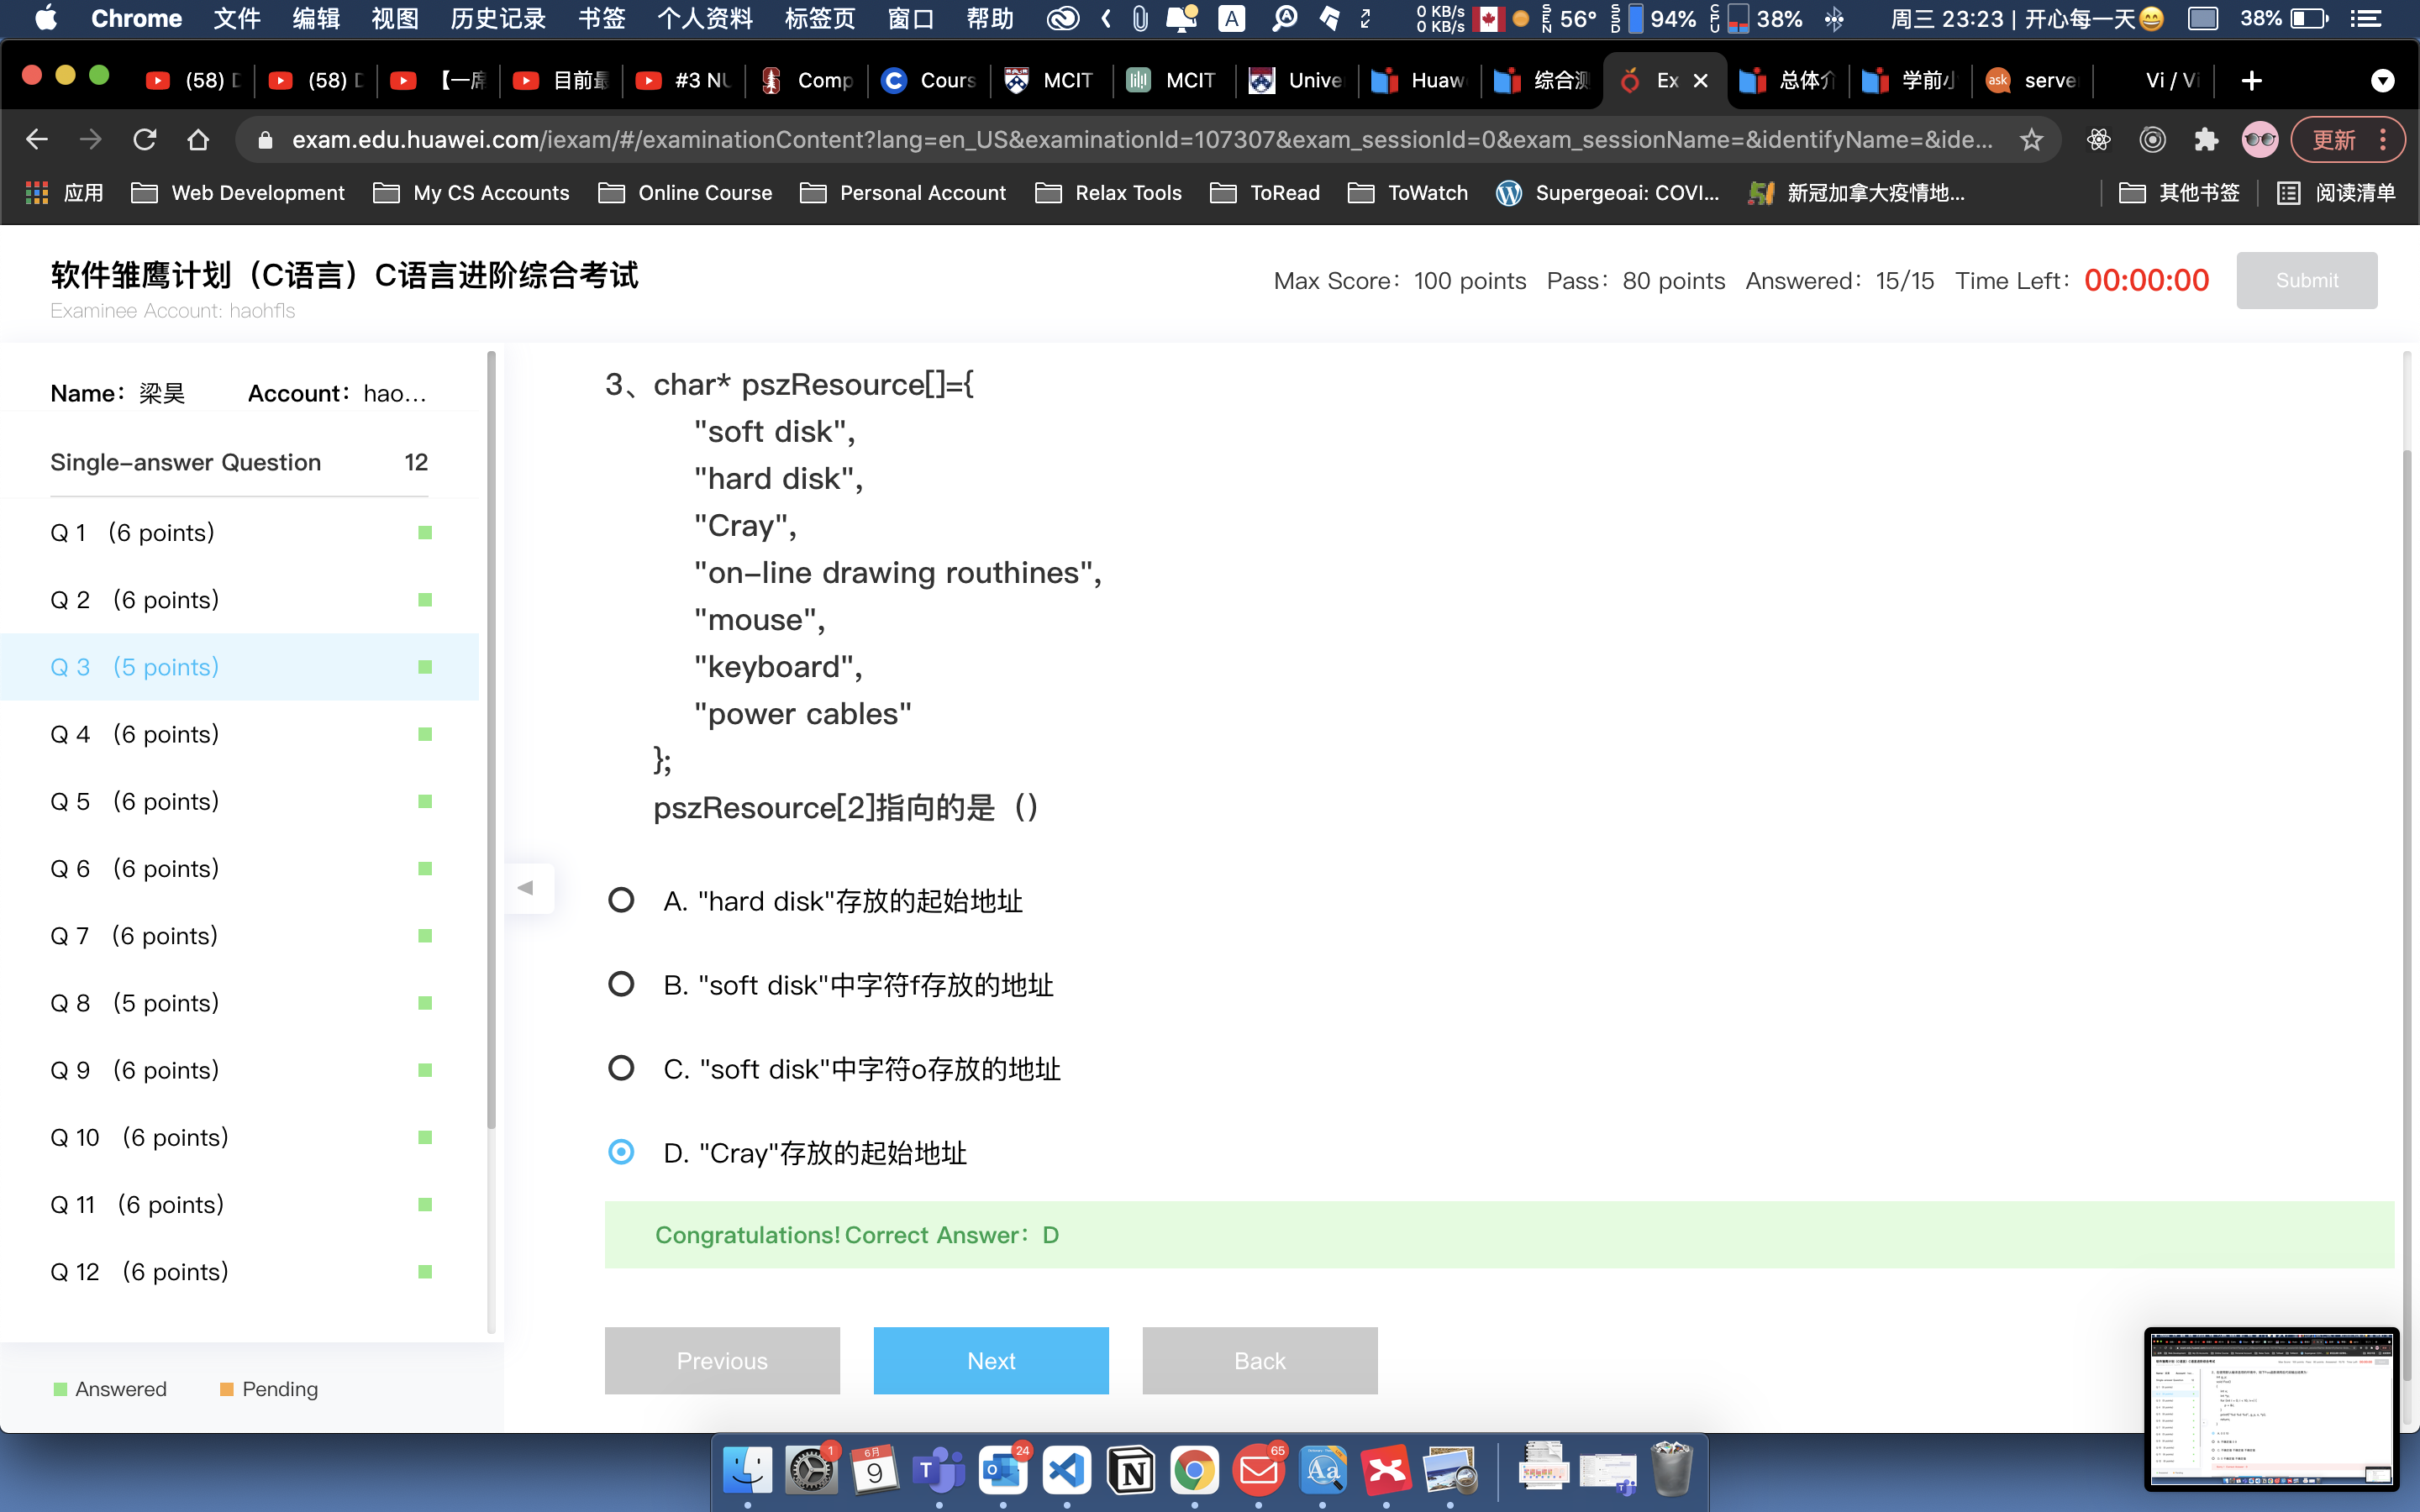 Chrome 文件 编辑 视图 历史记录 书签 个人资料 标签页 窗口 帮助 0 KB/s 0 KB/s SEN 56° SSD 94% CPU 38% 周三 23:23 | 开心每一天😄 38%
(58) (58) 【一席 目前最 #3 NU Comp Cours MCIT MCIT Unive Huaw 综合测 Ex 总体介 学前小 ask serve Vi / Vi
exam.edu.huawei.com/iexam/#/examinationContent?lang=en_US&examinationId=107307&exam_sessionId=0&exam_sessionName=&identifyName=&ide... 更新
应用 Web Development My CS Accounts Online Course Personal Account Relax Tools ToRead ToWatch Supergeoai: COVI... 新冠加拿大疫情地... 其他书签 阅读清单
软件雏鹰计划（C语言）C语言进阶综合考试
Examinee Account: haohfls
Max Score：100 points Pass：80 points Answered：15/15 Time Left：00:00:00 Submit
Name：梁昊 Account：hao...
Single-answer Question 12
Q 1 (6 points)
Q 2 (6 points)
Q 3 (5 points)
Q 4 (6 points)
Q 5 (6 points)
Q 6 (6 points)
Q 7 (6 points)
Q 8 (5 points)
Q 9 (6 points)
Q 10 (6 points)
Q 11 (6 points)
Q 12 (6 points)
Answered Pending
3、char* pszResource[]={
"soft disk",
"hard disk",
"Cray",
"on-line drawing routhines",
"mouse",
"keyboard",
"power cables"
};
pszResource[2]指向的是（）
A. "hard disk"存放的起始地址
B. "soft disk"中字符f存放的地址
C. "soft disk"中字符o存放的地址
D. "Cray"存放的起始地址
Congratulations! Correct Answer：D
Previous Next Back
1 6月 9 24 65